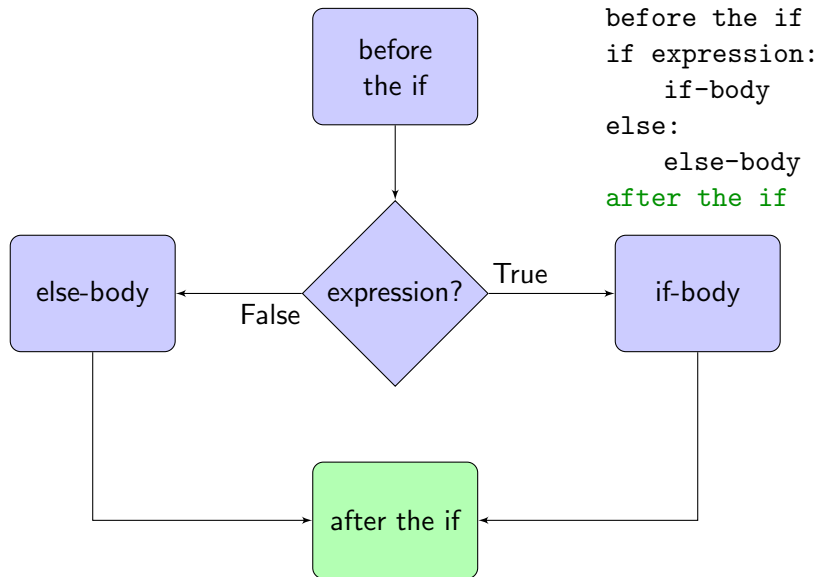 before
the if
before the if
if expression:
    if-body
else:
    else-body
after the if
else-body
False
expression?
True
if-body
after the if